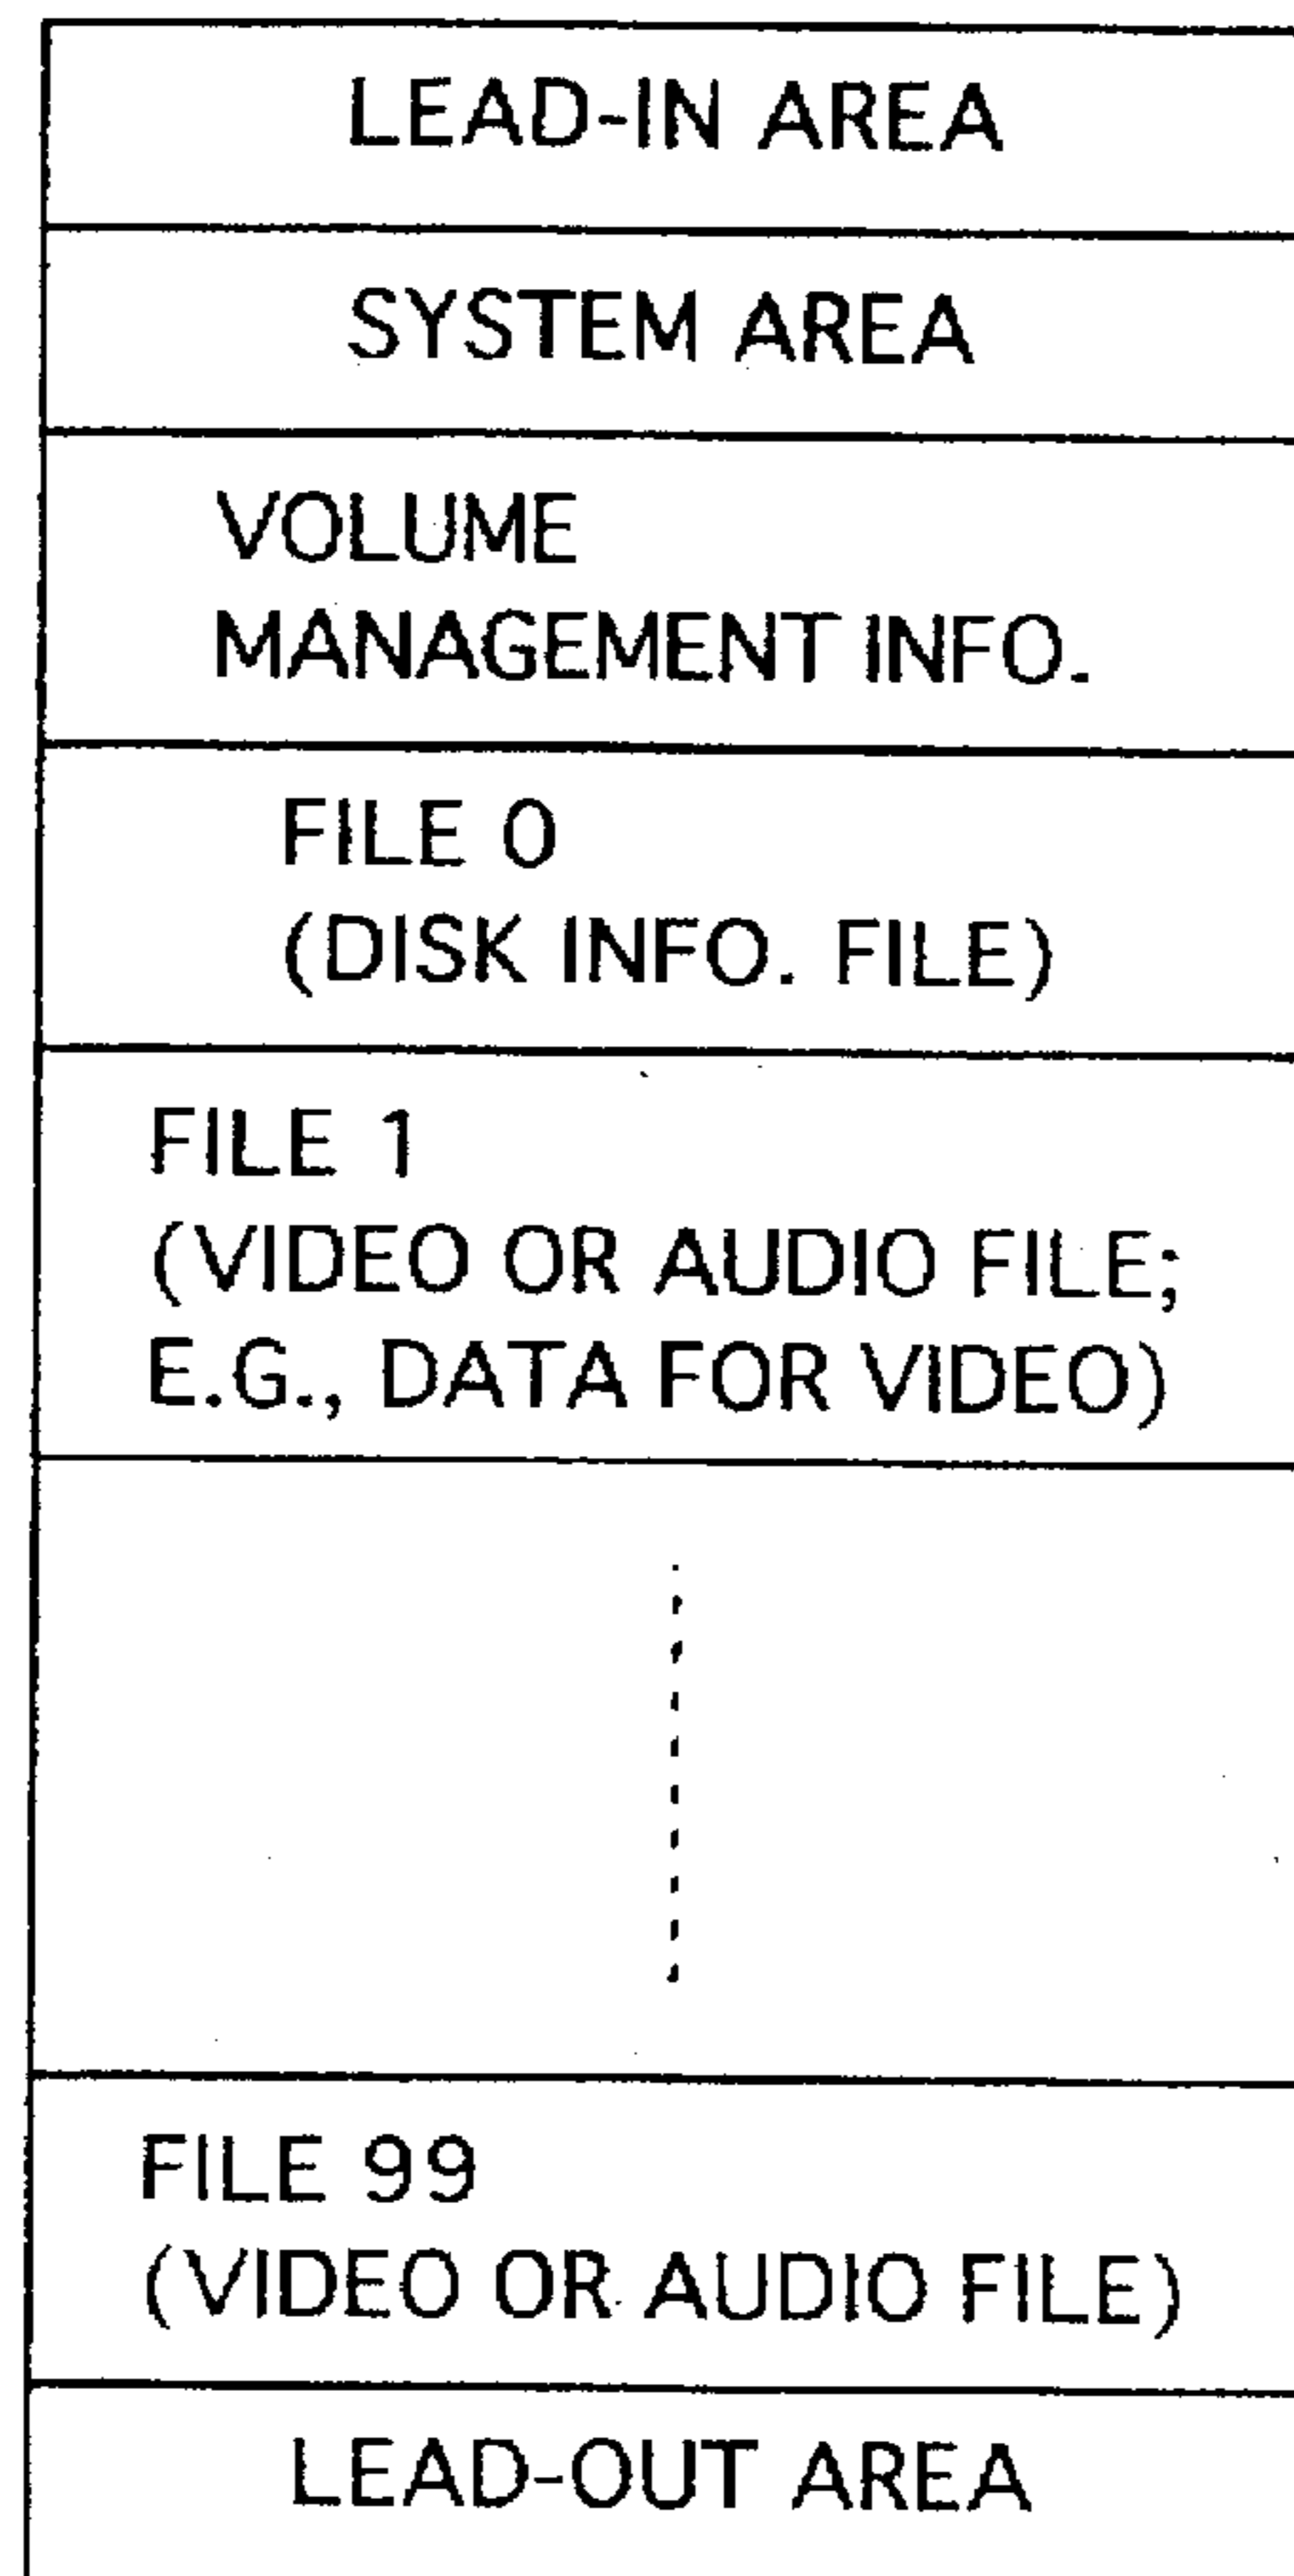 LEAD-IN AREA
SYSTEM AREA
VOLUME
MANAGEMENT INFO.
FILE 0
(DISK INFO. FILE)
FILE 1
(VIDEO OR AUDIO FILE;
E.G., DATA FOR VIDEO)
FILE 99
(VIDEO OR AUDIO FILE)
LEAD-OUT AREA